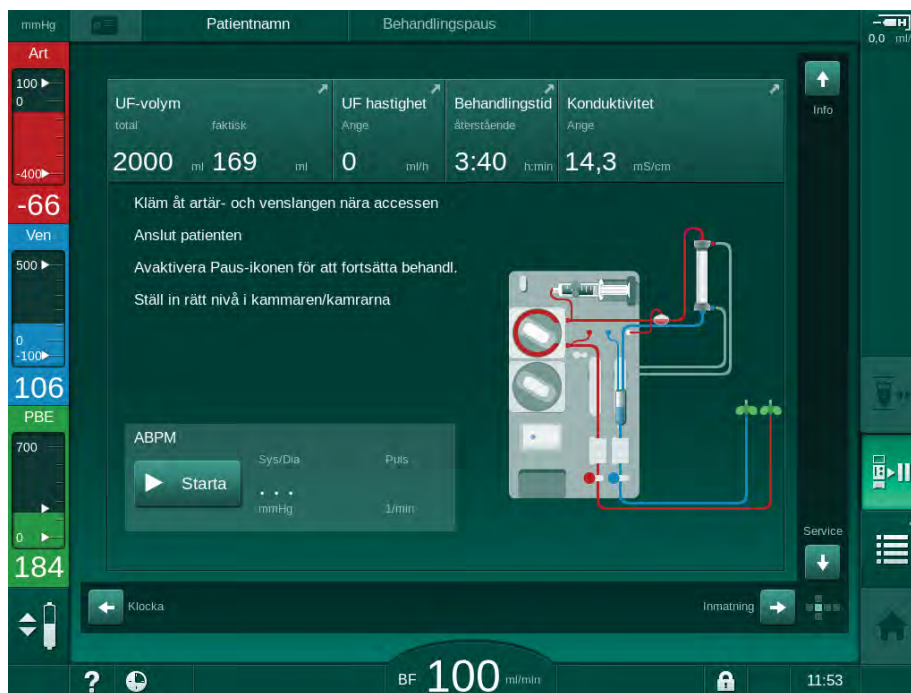 mmHg Patientnamn Behandlingspaus
0,0 ml/
Art
100
0
-400
-66
Ven
500
0
-100
106
PBE
700
0
184
UF-volym UF hastighet Behandlingstid Konduktivitet
total faktisk Ange återstående Ange
2000 ml 169 ml 0 ml/h 3:40 h:min 14,3 mS/cm
Info
Kläm åt artär- och venslangen nära accessen
Anslut patienten
Avaktivera Paus-ikonen för att fortsätta behandl.
Ställ in rätt nivå i kammaren/kamrarna
ABPM
Sys/Dia Puls
Starta . . .
mmHg 1/min
Service
Klocka Inmatning
? BF 100 ml/min 11:53